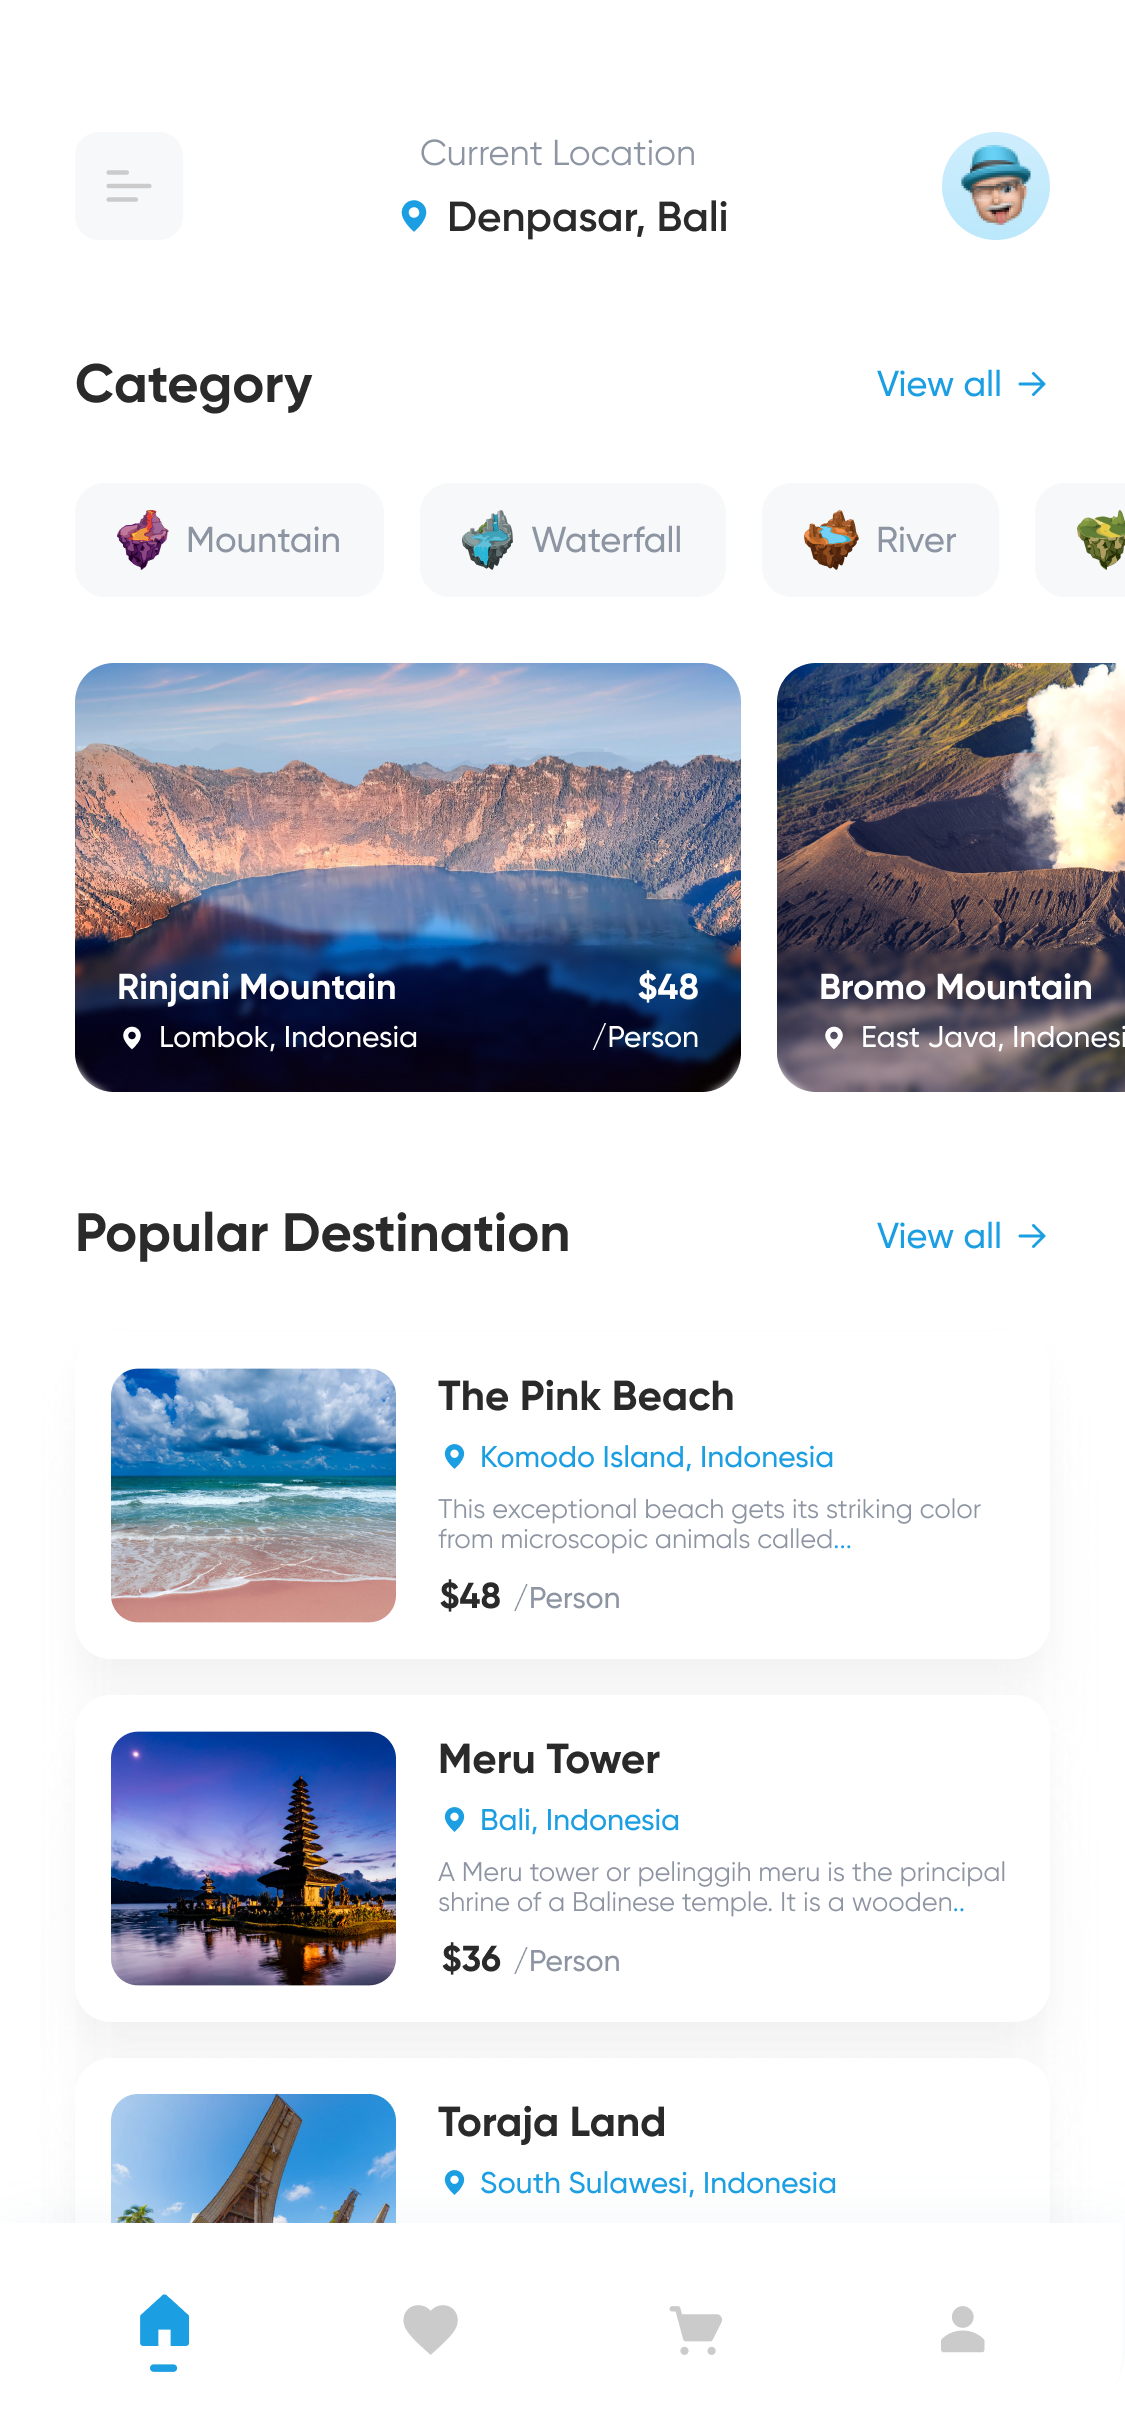 Current Location
Denpasar, Bali
Category
View all
Mountain
Waterfall
River
Rinjani Mountain
$48
Lombok, Indonesia
/Person
Bromo Mountain
East Java, Indonesi
Popular Destination
View all
The Pink Beach
Komodo Island, Indonesia
This exceptional beach gets its striking color
from microscopic animals called...
$48 /Person
Meru Tower
Bali, Indonesia
A Meru tower or pelinggih meru is the principal
shrine of a Balinese temple. It is a wooden..
$36 /Person
Toraja Land
South Sulawesi, Indonesia